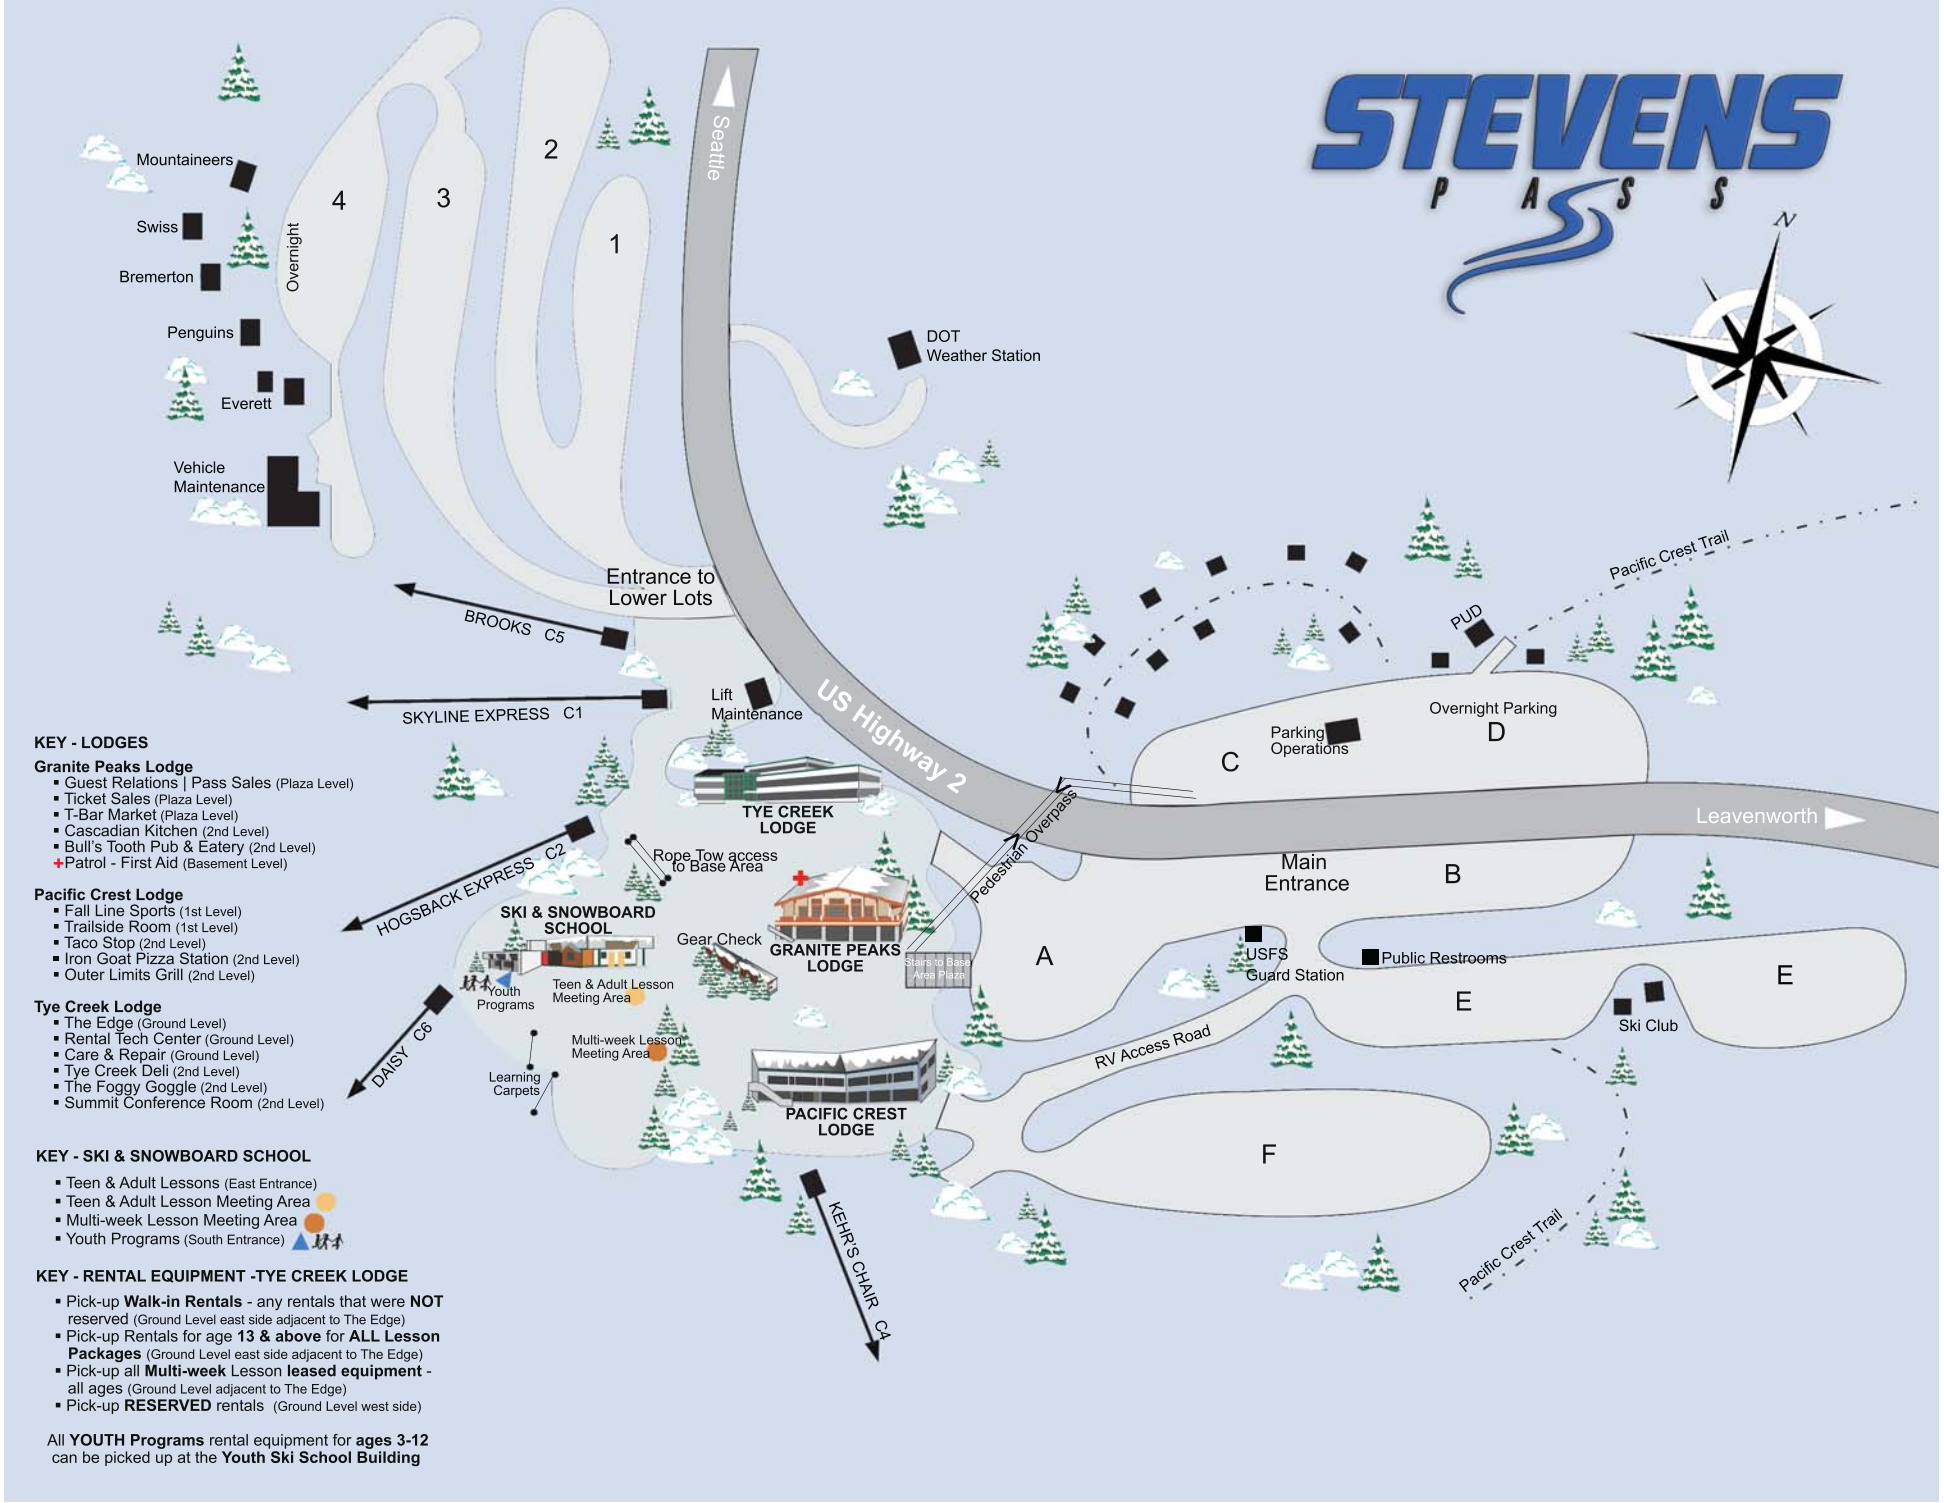 STEVENS
PASS
N
Seattle
2
4
3
1
Overnight
Mountaineers
Swiss
Bremerton
Penguins
Everett
Vehicle
Maintenance
DOT
Weather Station
Entrance to
Lower Lots
BROOKS C5
SKYLINE EXPRESS C1
Lift
Maintenance
US Highway 2
Pacific Crest Trail
PUD
Overnight Parking
D
Parking
Operations
C
Leavenworth
Main
Entrance
B
Pedestrian Overpass
TYE CREEK
LODGE
HOGSBACK EXPRESS C2
Rope Tow access
to Base Area
SKI & SNOWBOARD
SCHOOL
Gear Check
GRANITE PEAKS
LODGE
Stairs to Base
Area Plaza
A
USFS
Guard Station
Public Restrooms
E
E
Ski Club
Youth
Programs
Teen & Adult Lesson
Meeting Area
Multi-week Lesson
Meeting Area
DAISY C6
Learning
Carpets
RV Access Road
PACIFIC CREST
LODGE
F
KEHR'S CHAIR C4
Pacific Crest Trail
KEY - LODGES
Granite Peaks Lodge
▪ Guest Relations | Pass Sales (Plaza Level)
▪ Ticket Sales (Plaza Level)
▪ T-Bar Market (Plaza Level)
▪ Cascadian Kitchen (2nd Level)
▪ Bull's Tooth Pub & Eatery (2nd Level)
Patrol - First Aid (Basement Level)
Pacific Crest Lodge
▪ Fall Line Sports (1st Level)
▪ Trailside Room (1st Level)
▪ Taco Stop (2nd Level)
▪ Iron Goat Pizza Station (2nd Level)
▪ Outer Limits Grill (2nd Level)
Tye Creek Lodge
▪ The Edge (Ground Level)
▪ Rental Tech Center (Ground Level)
▪ Care & Repair (Ground Level)
▪ Tye Creek Deli (2nd Level)
▪ The Foggy Goggle (2nd Level)
▪ Summit Conference Room (2nd Level)
KEY - SKI & SNOWBOARD SCHOOL
▪ Teen & Adult Lessons (East Entrance)
▪ Teen & Adult Lesson Meeting Area
▪ Multi-week Lesson Meeting Area
▪ Youth Programs (South Entrance)
KEY - RENTAL EQUIPMENT -TYE CREEK LODGE
▪ Pick-up Walk-in Rentals - any rentals that were NOT
reserved (Ground Level east side adjacent to The Edge)
▪ Pick-up Rentals for age 13 & above for ALL Lesson
Packages (Ground Level east side adjacent to The Edge)
▪ Pick-up all Multi-week Lesson leased equipment -
all ages (Ground Level adjacent to The Edge)
▪ Pick-up RESERVED rentals (Ground Level west side)
All YOUTH Programs rental equipment for ages 3-12
can be picked up at the Youth Ski School Building